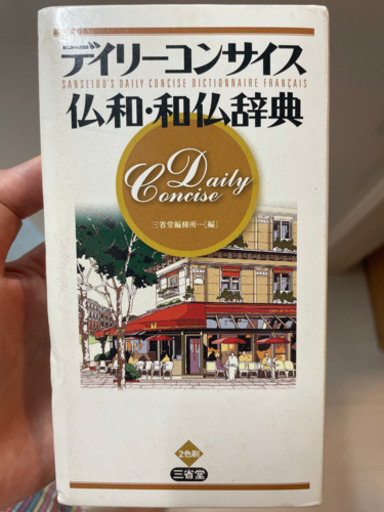 デイリーコンサイス
SANSEIDO'S DAILY CONCISE DICTIONNAIRE FRANÇAIS
仏和・和仏辞典
Daily
Concise
三省堂編修所…[編]
2色刷
三省堂